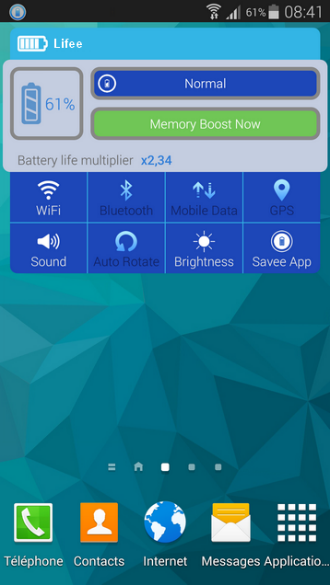 61% 08:41
Lifee
61%
Normal
Memory Boost Now
Battery life multiplier x2,34
WiFi Bluetooth Mobile Data GPS
Sound Auto Rotate Brightness Savee App
Téléphone Contacts Internet Messages Applicatio...